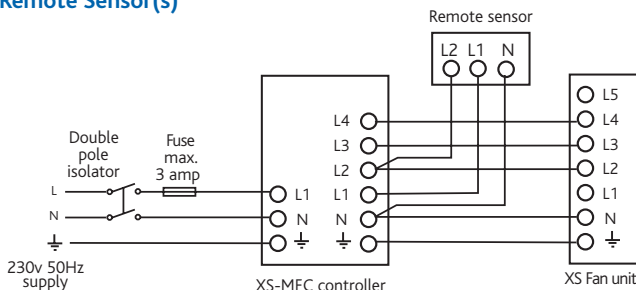 Remote Sensor(s)
Remote sensor
L2 L1 N
Double
pole
isolator
Fuse
max.
3 amp
L
N
230v 50Hz
supply
L1
N
L4
L3
L2
L1
N
XS-MFC controller
L5
L4
L3
L2
L1
N
XS Fan unit